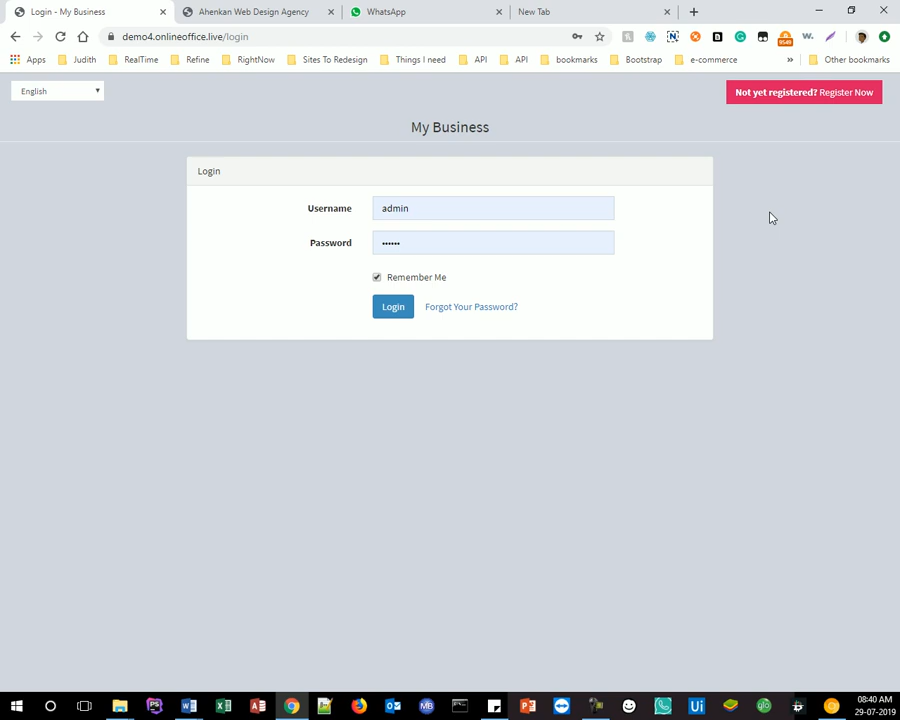 Login - My Business
Ahenkan Web Design Agency
WhatsApp
New Tab
demo4.onlineoffice.live/login
Apps
Judith
RealTime
Refine
RightNow
Sites To Redesign
Things I need
API
API
bookmarks
Bootstrap
e-commerce
»
Other bookmarks
English
Not yet registered? Register Now
My Business
Login
Username
admin
Password
••••••
Remember Me
Login
Forgot Your Password?
08:40 AM
29-07-2019